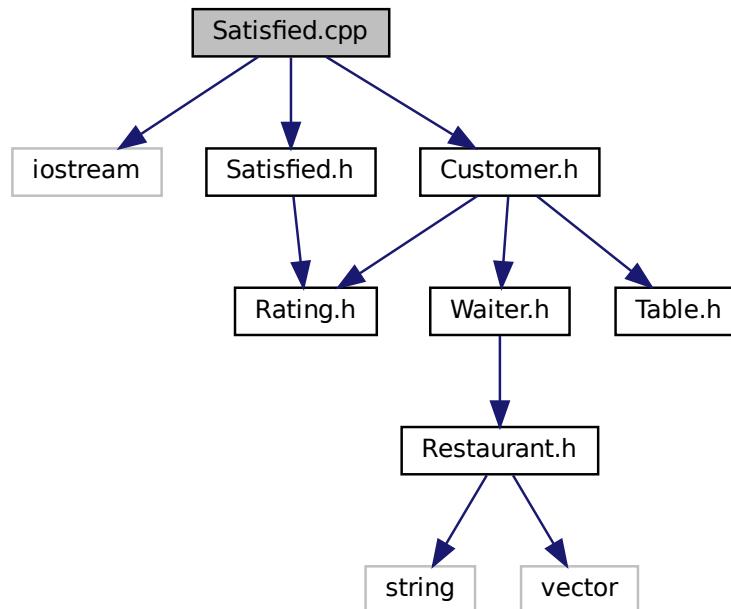 Satisfied.cpp
iostream
Satisfied.h
Customer.h
Rating.h
Waiter.h
Table.h
Restaurant.h
string
vector